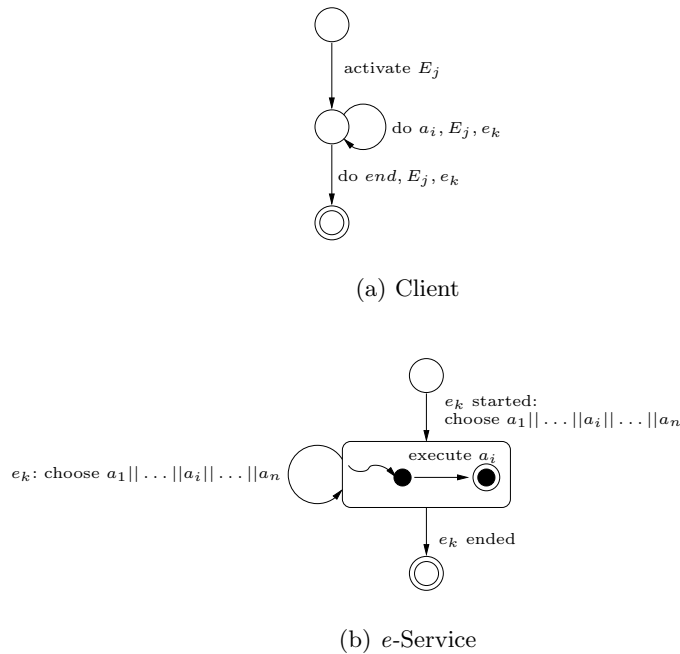 activate E_j
do a_i, E_j, e_k
do end, E_j, e_k
(a) Client
e_k started:
choose a_1|| . . . ||a_i|| . . . ||a_n
execute a_i
e_k: choose a_1|| . . . ||a_i|| . . . ||a_n
e_k ended
(b) e-Service